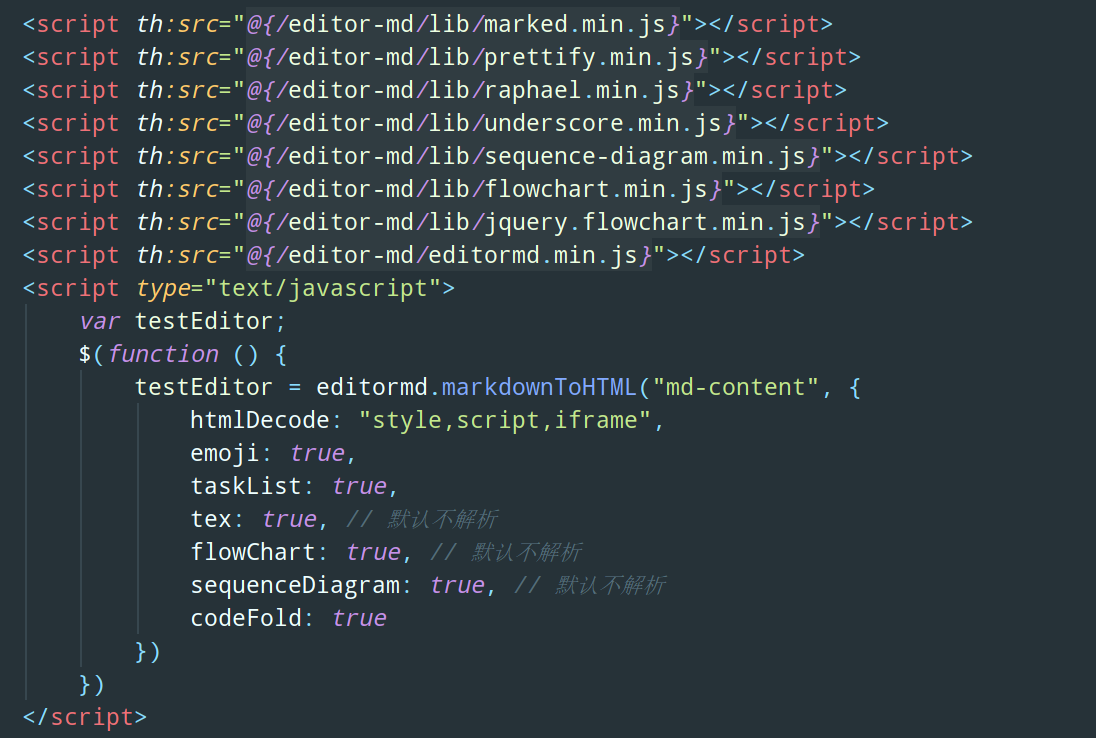 <script th:src="@{/editor-md/lib/marked.min.js}"></script>
<script th:src="@{/editor-md/lib/prettify.min.js}"></script>
<script th:src="@{/editor-md/lib/raphael.min.js}"></script>
<script th:src="@{/editor-md/lib/underscore.min.js}"></script>
<script th:src="@{/editor-md/lib/sequence-diagram.min.js}"></script>
<script th:src="@{/editor-md/lib/flowchart.min.js}"></script>
<script th:src="@{/editor-md/lib/jquery.flowchart.min.js}"></script>
<script th:src="@{/editor-md/editormd.min.js}"></script>
<script type="text/javascript">
    var testEditor;
    $(function () {
        testEditor = editormd.markdownToHTML("md-content", {
            htmlDecode: "style,script,iframe",
            emoji: true,
            taskList: true,
            tex: true, // 默认不解析
            flowChart: true, // 默认不解析
            sequenceDiagram: true, // 默认不解析
            codeFold: true
        })
    })
</script>